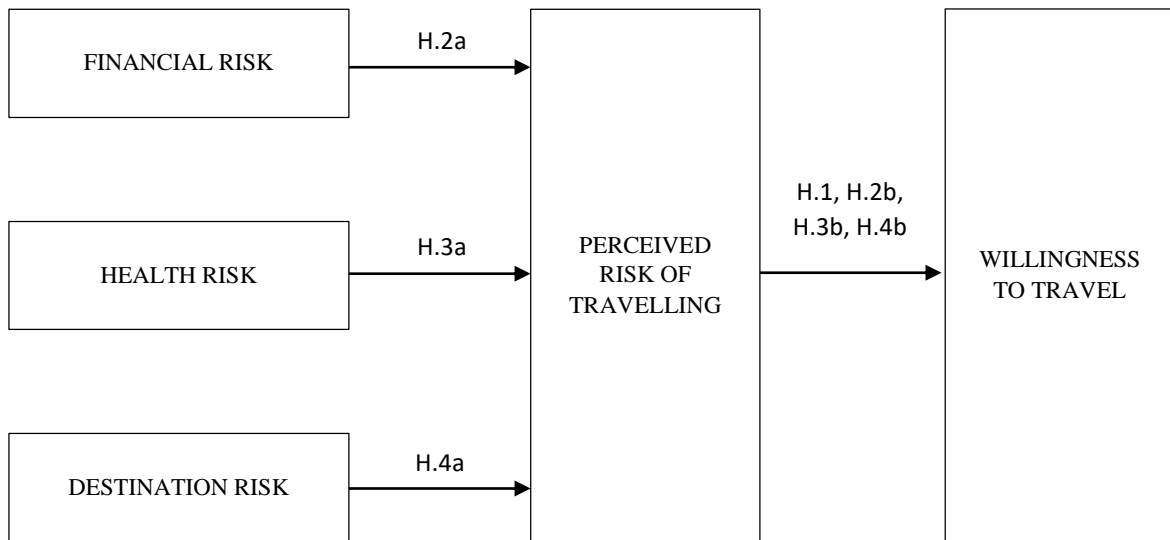 FINANCIAL RISK
H.2a
HEALTH RISK
H.3a
DESTINATION RISK
H.4a
PERCEIVED
RISK OF
TRAVELLING
H.1, H.2b,
H.3b, H.4b
WILLINGNESS
TO TRAVEL